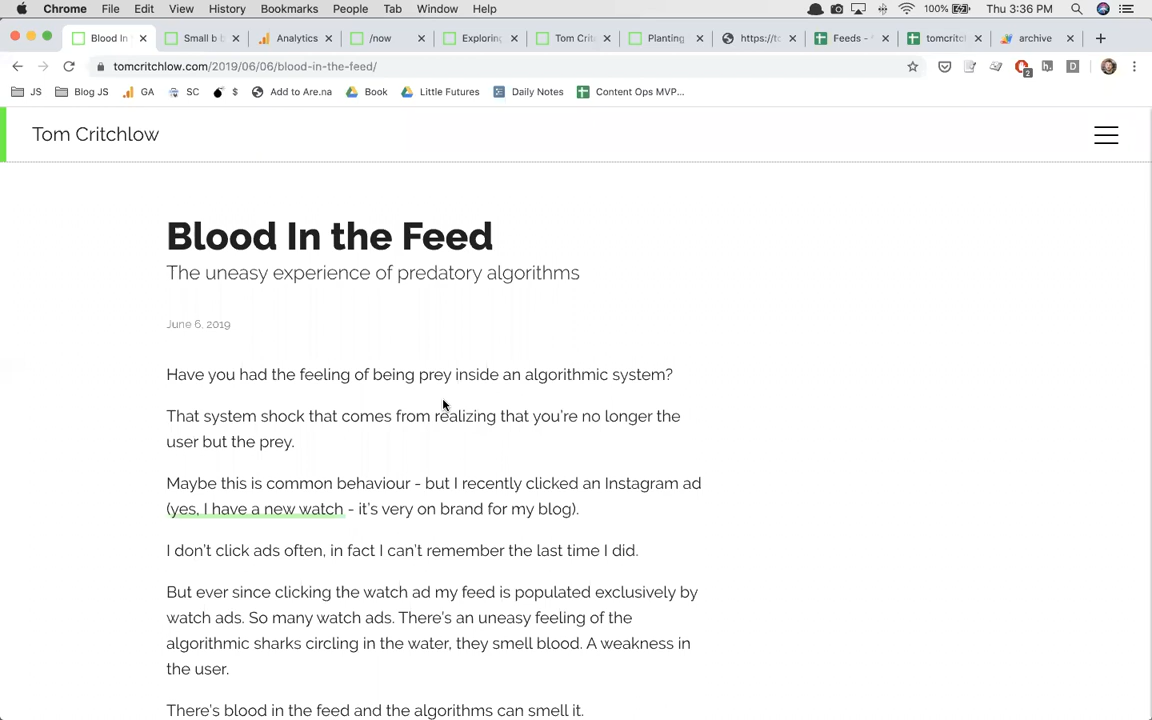 Chrome File Edit View History Bookmarks People Tab Window Help 100% Thu 3:36 PM
Blood In Small b b Analytics /now Exploring Tom Crit Planting https://to Feeds - tomcritc archive
tomcritchlow.com/2019/06/06/blood-in-the-feed/ 2
JS Blog JS GA SC $ Add to Are.na Book Little Futures Daily Notes Content Ops MVP...
Tom Critchlow
Blood In the Feed
The uneasy experience of predatory algorithms
June 6, 2019
Have you had the feeling of being prey inside an algorithmic system?
That system shock that comes from realizing that you're no longer the
user but the prey.
Maybe this is common behaviour - but I recently clicked an Instagram ad
(yes, I have a new watch - it's very on brand for my blog).
I don't click ads often, in fact I can't remember the last time I did.
But ever since clicking the watch ad my feed is populated exclusively by
watch ads. So many watch ads. There's an uneasy feeling of the
algorithmic sharks circling in the water, they smell blood. A weakness in
the user.
There's blood in the feed and the algorithms can smell it.